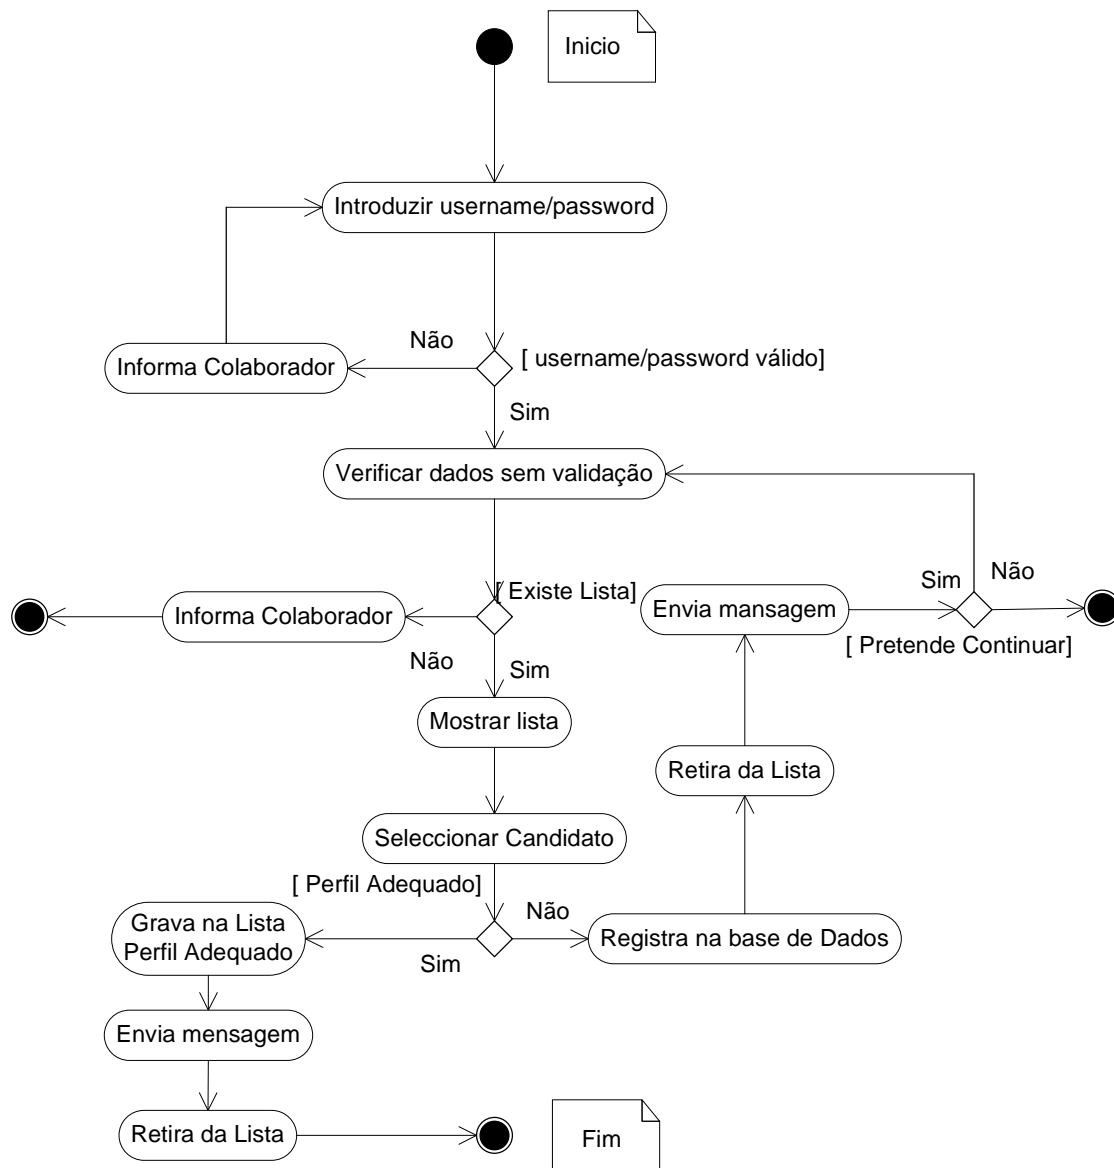 Inicio
Introduzir username/password
Não
[ username/password válido]
Informa Colaborador
Sim
Verificar dados sem validação
[ Existe Lista]
Informa Colaborador
Não
Sim
Envia mansagem
Sim
Não
[ Pretende Continuar]
Mostrar lista
Retira da Lista
Seleccionar Candidato
[ Perfil Adequado]
Não
Sim
Grava na Lista
Perfil Adequado
Registra na base de Dados
Envia mensagem
Retira da Lista
Fim